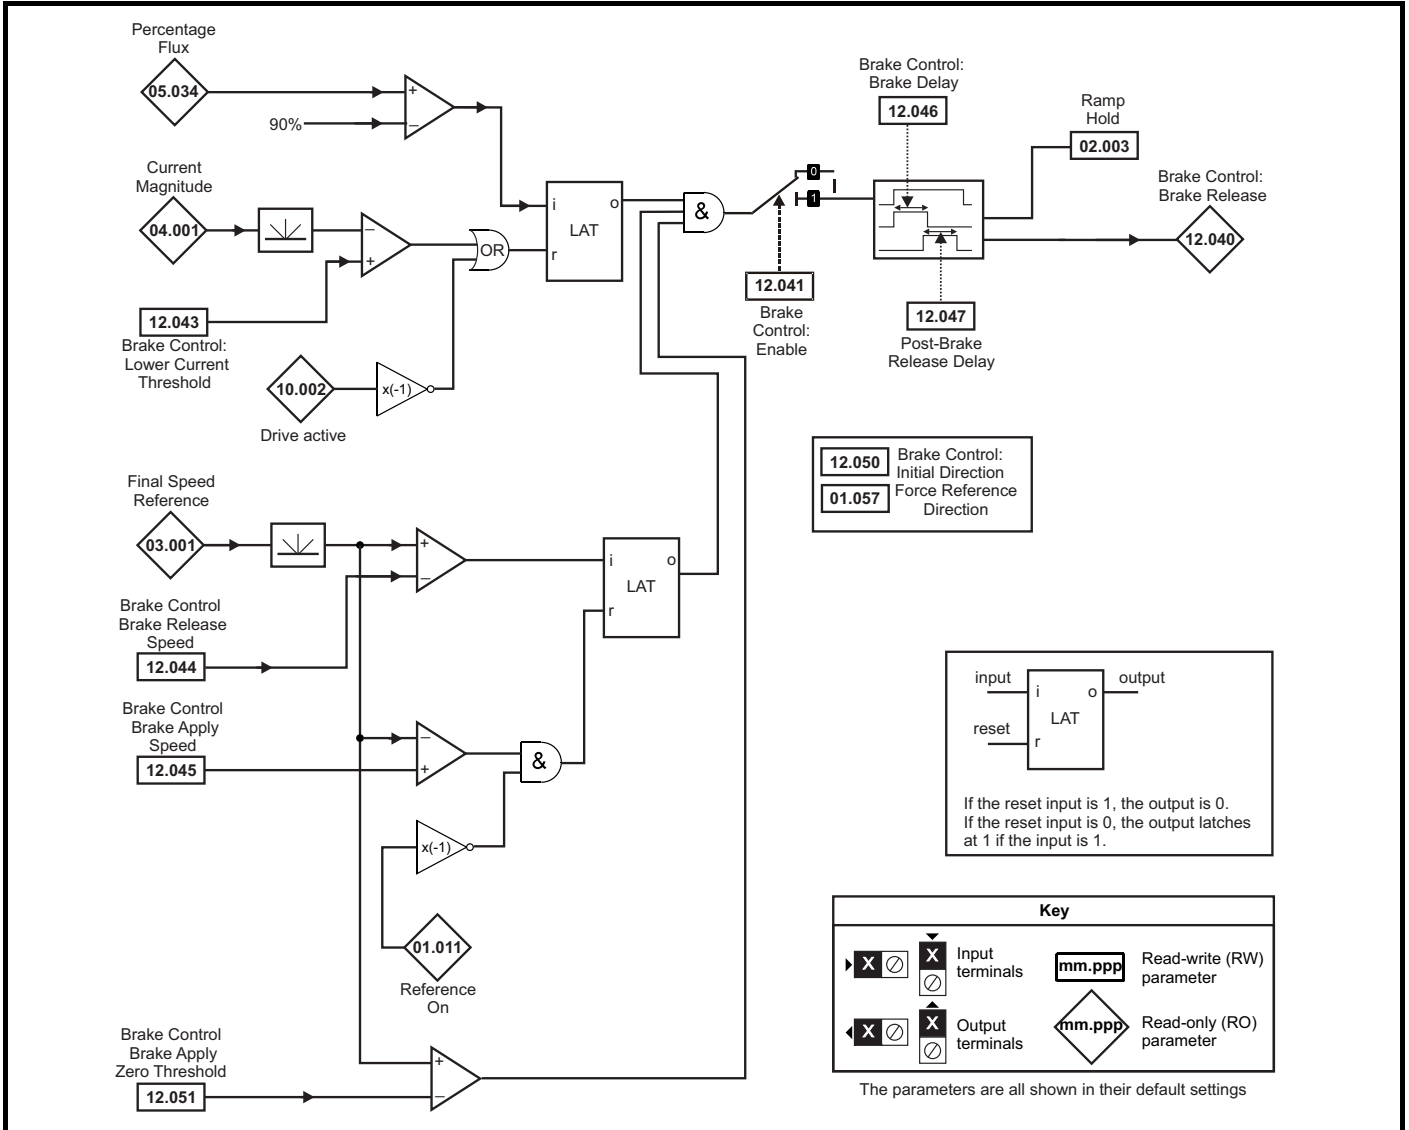 Percentage
Flux
05.034
+
−
90%
Current
Magnitude
04.001
−
+
OR
12.043
Brake Control:
Lower Current
Threshold
10.002
x(-1)
Drive active
i
o
LAT
r
&
0
1
12.041
Brake
Control:
Enable
Brake Control:
Brake Delay
12.046
12.047
Post-Brake
Release Delay
Ramp
Hold
02.003
Brake Control:
Brake Release
12.040
12.050
Brake Control:
Initial Direction
01.057
Force Reference
Direction
Final Speed
Reference
03.001
+
−
i
o
LAT
r
Brake Control
Brake Release
Speed
12.044
Brake Control
Brake Apply
Speed
12.045
−
+
&
x(-1)
01.011
Reference
On
Brake Control
Brake Apply
Zero Threshold
12.051
+
−
input
i
o
output
LAT
reset
r
If the reset input is 1, the output is 0.
If the reset input is 0, the output latches
at 1 if the input is 1.
Key
X
X
Input
terminals
mm.ppp
Read-write (RW)
parameter
X
X
Output
terminals
mm.ppp
Read-only (RO)
parameter
The parameters are all shown in their default settings